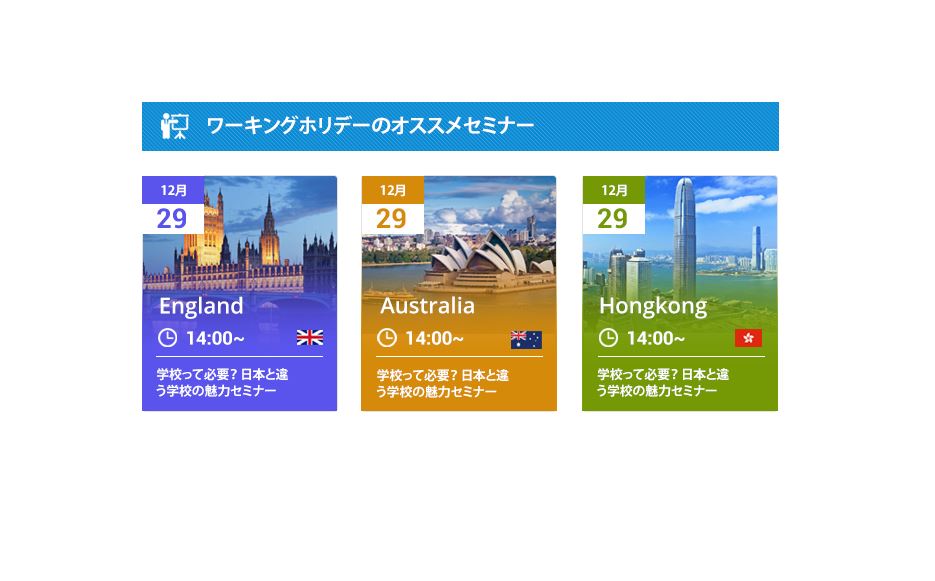 ワーキングホリデーのオススメセミナー
12月
29
England
14:00~
学校って必要？日本と違
う学校の魅力セミナー
12月
29
Australia
14:00~
学校って必要？日本と違
う学校の魅力セミナー
12月
29
Hongkong
14:00~
学校って必要？日本と違
う学校の魅力セミナー